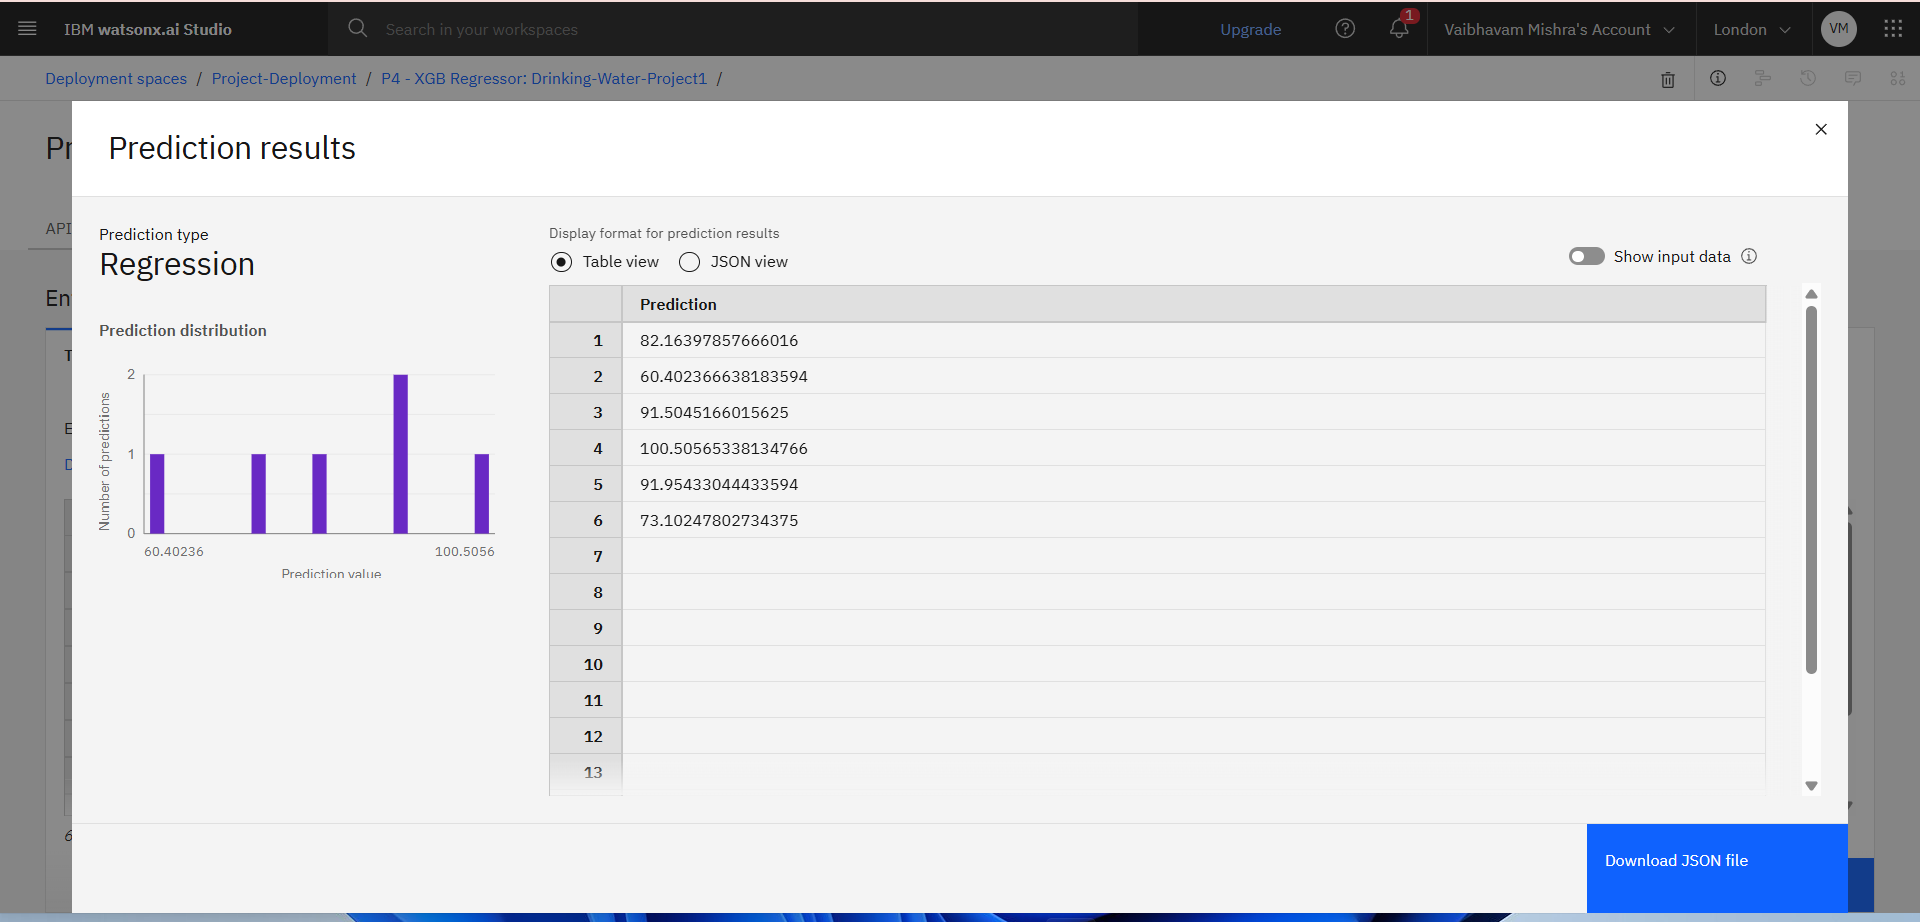 IBM watsonx.ai Studio
Search in your workspaces
Upgrade
1
Vaibhavam Mishra's Account
London
VM
Deployment spaces / Project-Deployment / P4 - XGB Regressor: Drinking-Water-Project1 /
Prediction results
API
Prediction type
Regression
Prediction distribution
Number of predictions
2
1
0
60.40236
100.5056
Prediction value
Display format for prediction results
Table view
JSON view
Show input data
Prediction
1 82.16397857666016
2 60.402366638183594
3 91.5045166015625
4 100.50565338134766
5 91.95433044433594
6 73.10247802734375
7
8
9
10
11
12
13
Download JSON file